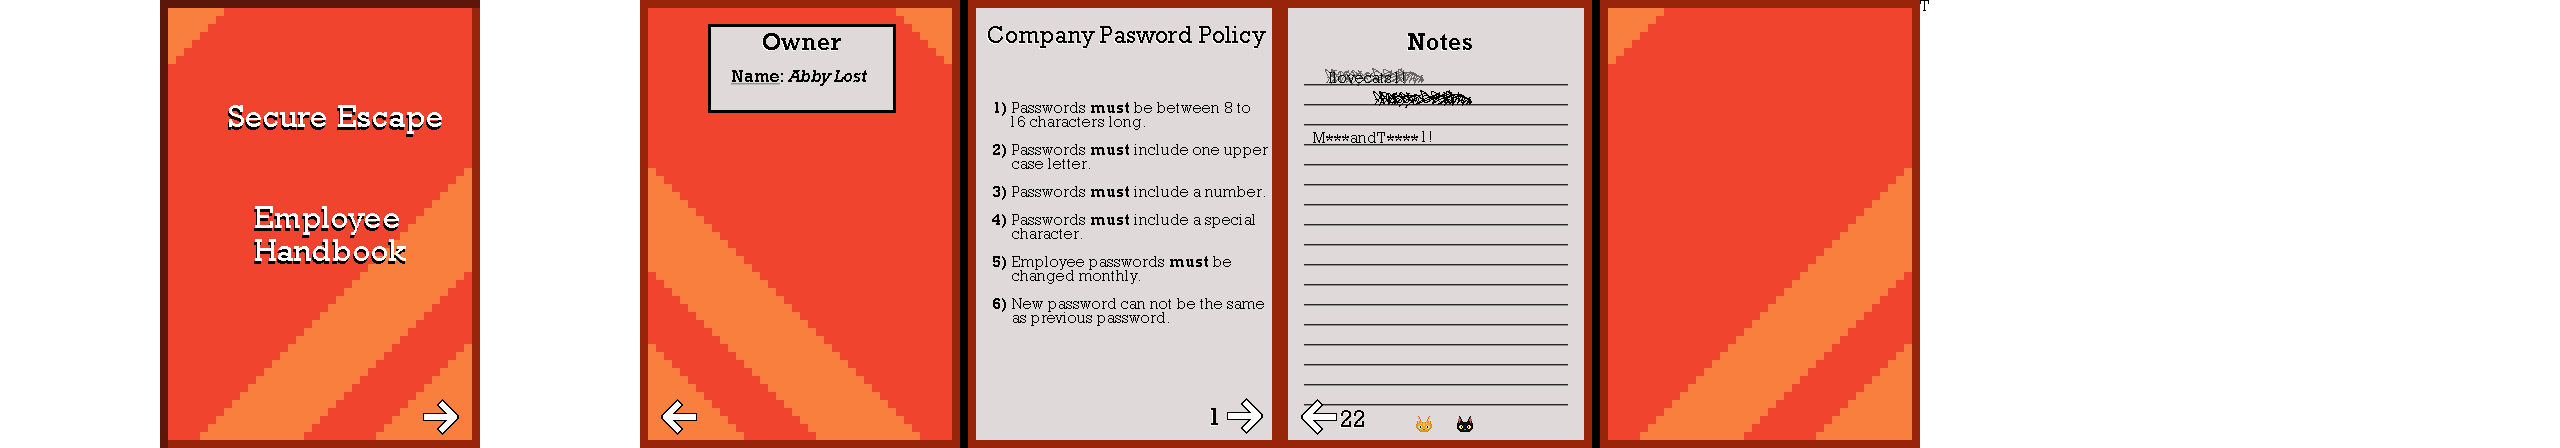 Secure Escape
Employee
Handbook
Owner
Name: Abby Lost
Company Pasword Policy
1) Passwords must be between 8 to
16 characters long.
2) Passwords must include one upper
case letter.
3) Passwords must include a number.
4) Passwords must include a special
character.
5) Employee passwords must be
changed monthly.
6) New password can not be the same
as previous password.
1
Notes
Ilovecats1!
M***andT****1!
22
T